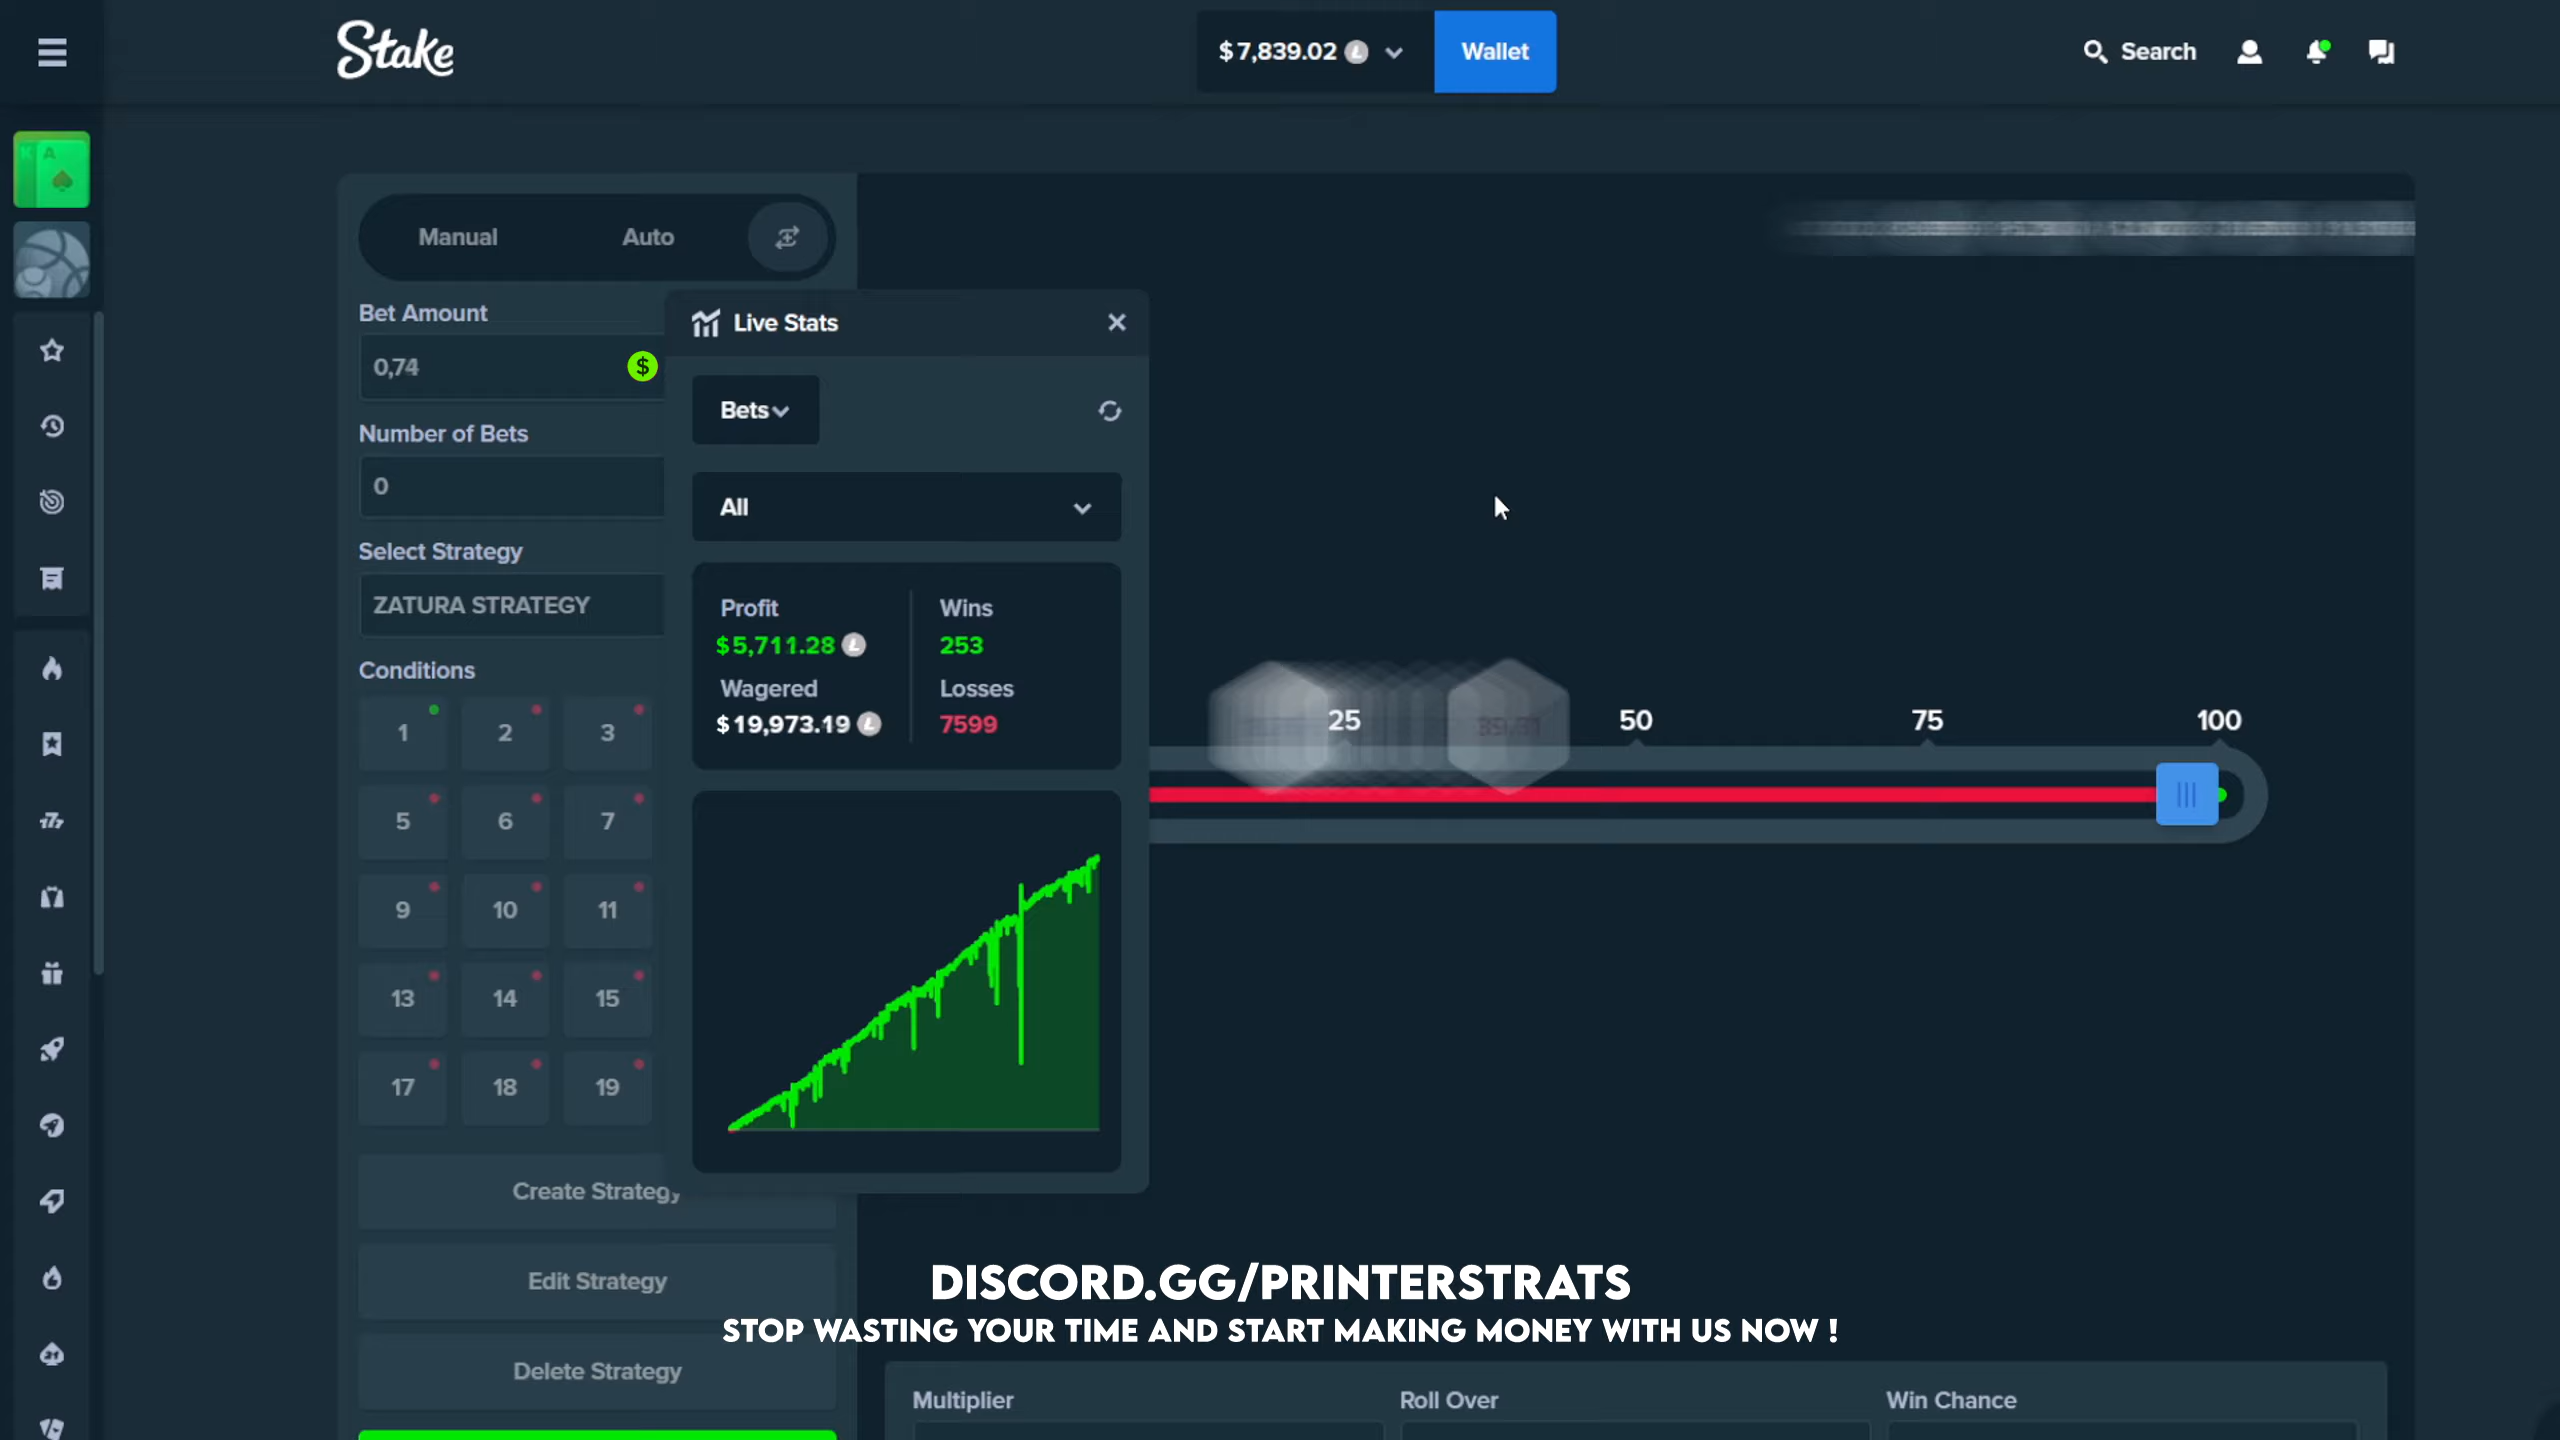 Stake
$7,839.02
Wallet
Search
K A
Manual
Auto
Bet Amount
0,74
$
Number of Bets
0
Select Strategy
ZATURA STRATEGY
Conditions
1 2 3
5 6 7
9 10 11
13 14 15
17 18 19
Create Strategy
Edit Strategy
Delete Strategy
Live Stats
Bets
All
Profit
$5,711.28
Wins
253
Wagered
$19,973.19
Losses
7599
25 50 75 100
DISCORD.GG/PRINTERSTRATS
STOP WASTING YOUR TIME AND START MAKING MONEY WITH US NOW !
Multiplier
Roll Over
Win Chance